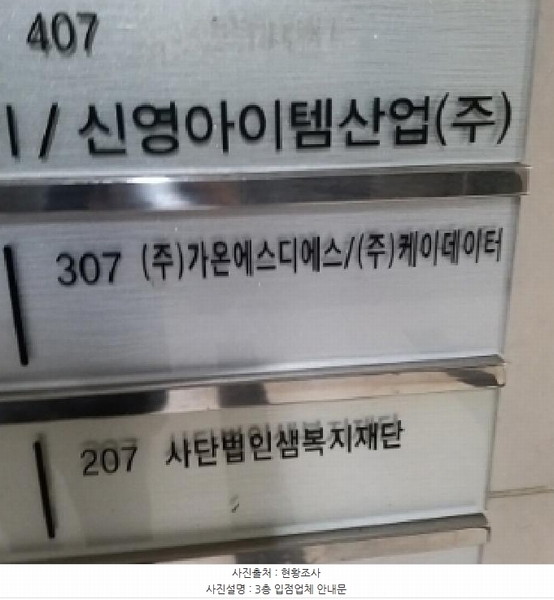 407
/ 신영아이템산업(주)
307 (주)가온에스디에스/(주)케이데이터
207 사단법인샘복지재단
사진출처 : 현황조사
사진설명 : 3층 입점업체 안내문